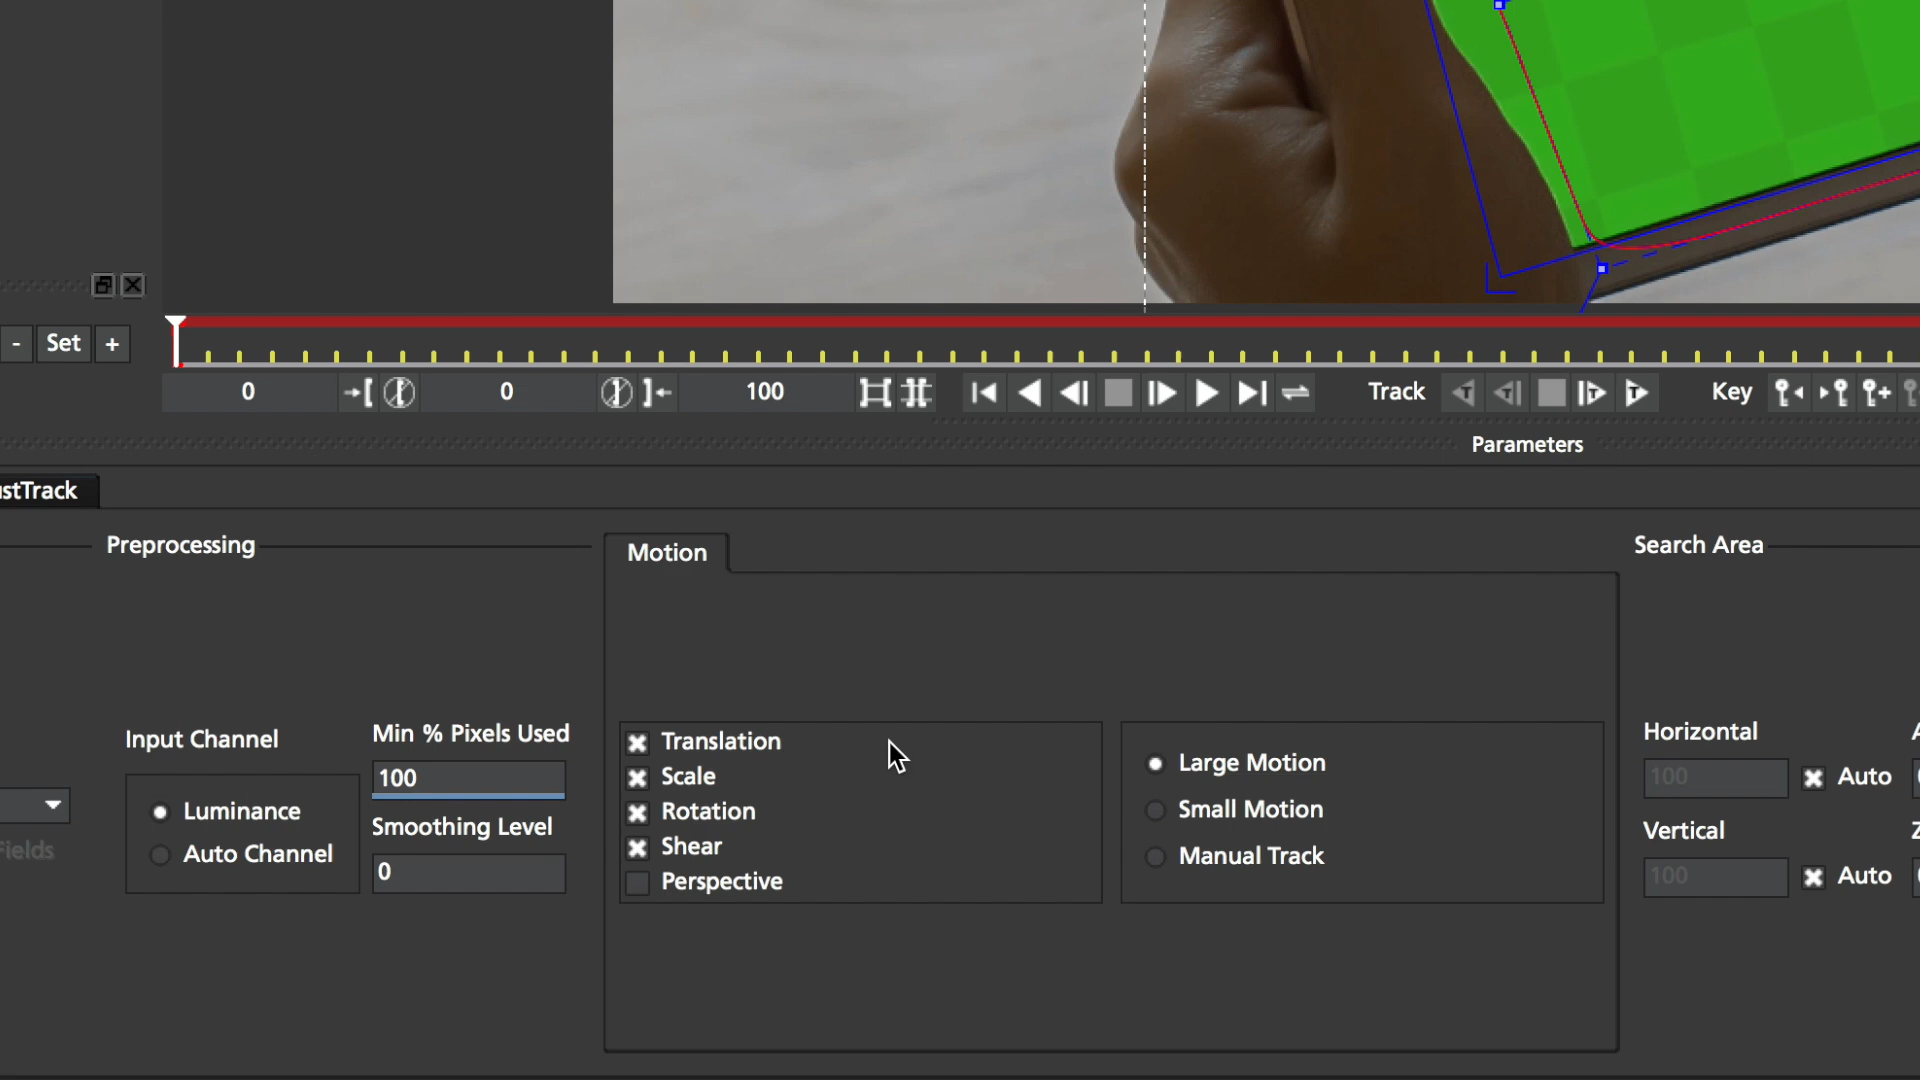 - Set +
0 0 100 Track Key
Parameters
ustTrack
Preprocessing
Motion
Search Area
Input Channel
Luminance
Auto Channel
Fields
Min % Pixels Used
100
Smoothing Level
0
Translation
Scale
Rotation
Shear
Perspective
Large Motion
Small Motion
Manual Track
Horizontal
100 Auto
Vertical
100 Auto